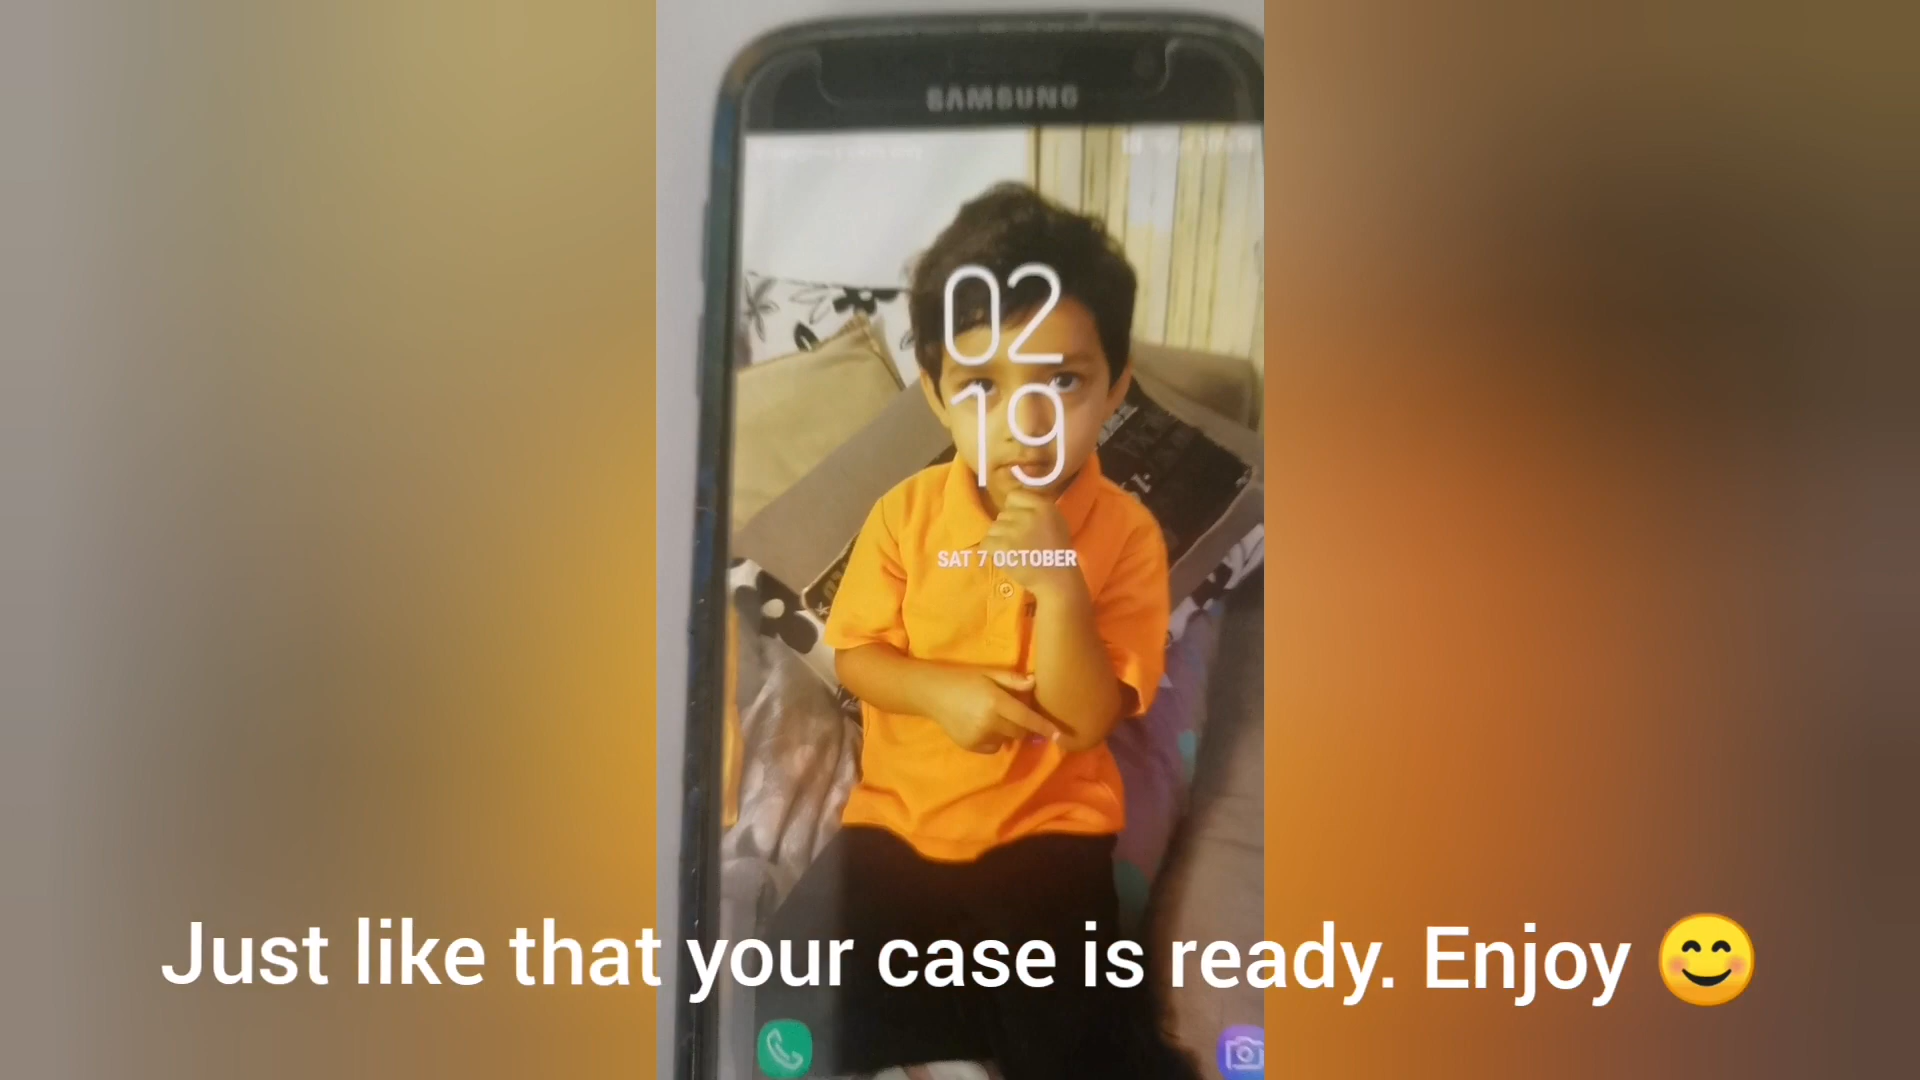 SAMSUNG
02
19
SAT 7 OCTOBER
Just like that your case is ready. Enjoy 😊